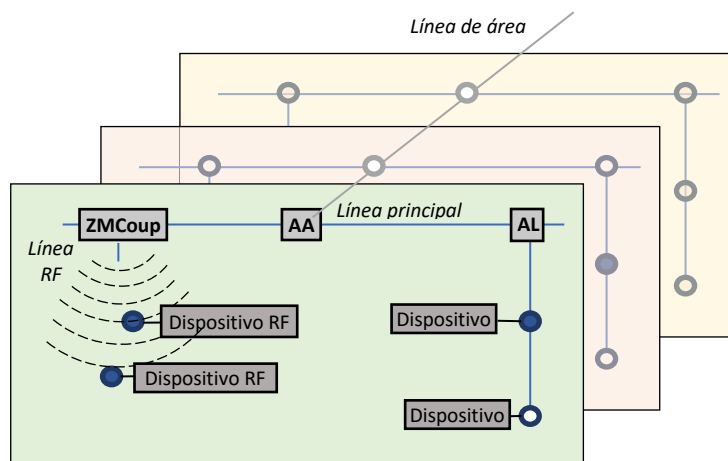 Línea de área
Línea principal
ZMCoup
AA
AL
Línea
RF
Dispositivo RF
Dispositivo
Dispositivo RF
Dispositivo